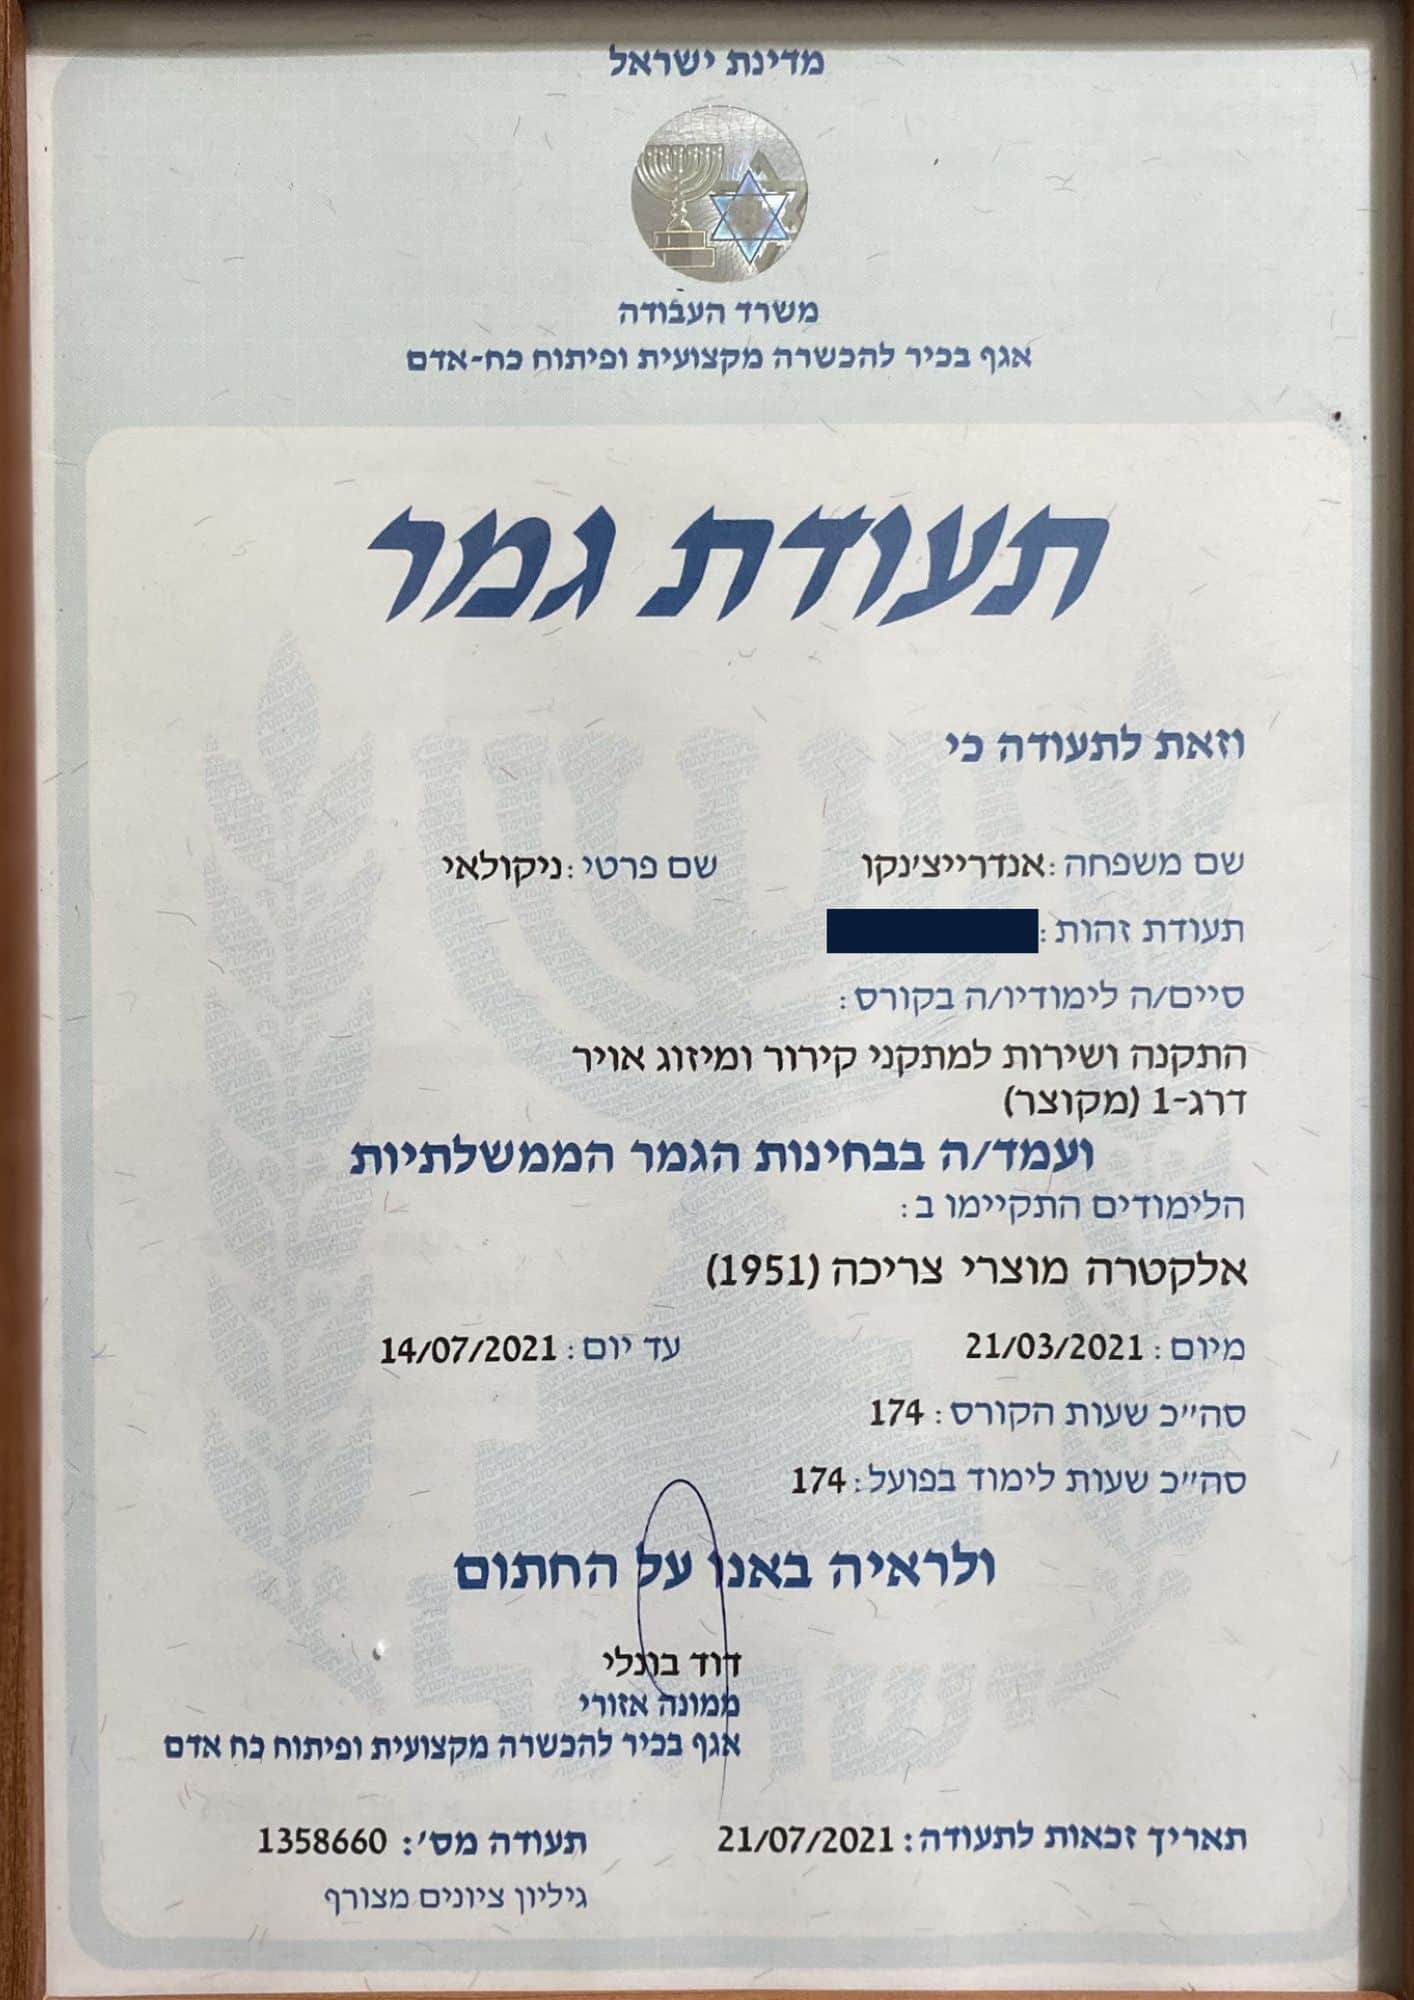 מדינת ישראל
משרד העבודה
אגף בכיר להכשרה מקצועית ופיתוח כח-אדם
תעודת גמר
וזאת לתעודה כי
שם משפחה: אנדרייצ'נקו שם פרטי: ניקולאי
תעודת זהות:
סיים/ה לימודיו/ה בקורס:
התקנה ושירות למתקני קירור ומיזוג אויר
דרג-1 (מקוצר)
ועמד/ה בבחינות הגמר הממשלתיות
הלימודים התקיימו ב:
אלקטרה מוצרי צריכה (1951)
מיום: 21/03/2021 עד יום: 14/07/2021
סה"כ שעות הקורס: 174
סה"כ שעות לימוד בפועל: 174
ולראיה באנו על החתום
דוד
ממונה אזורי
אגף בכיר להכשרה מקצועית ופיתוח כח אדם
תאריך זכאות לתעודה: 21/07/2021 תעודה מס': 1358660
גיליון ציונים מצורף
ישראל